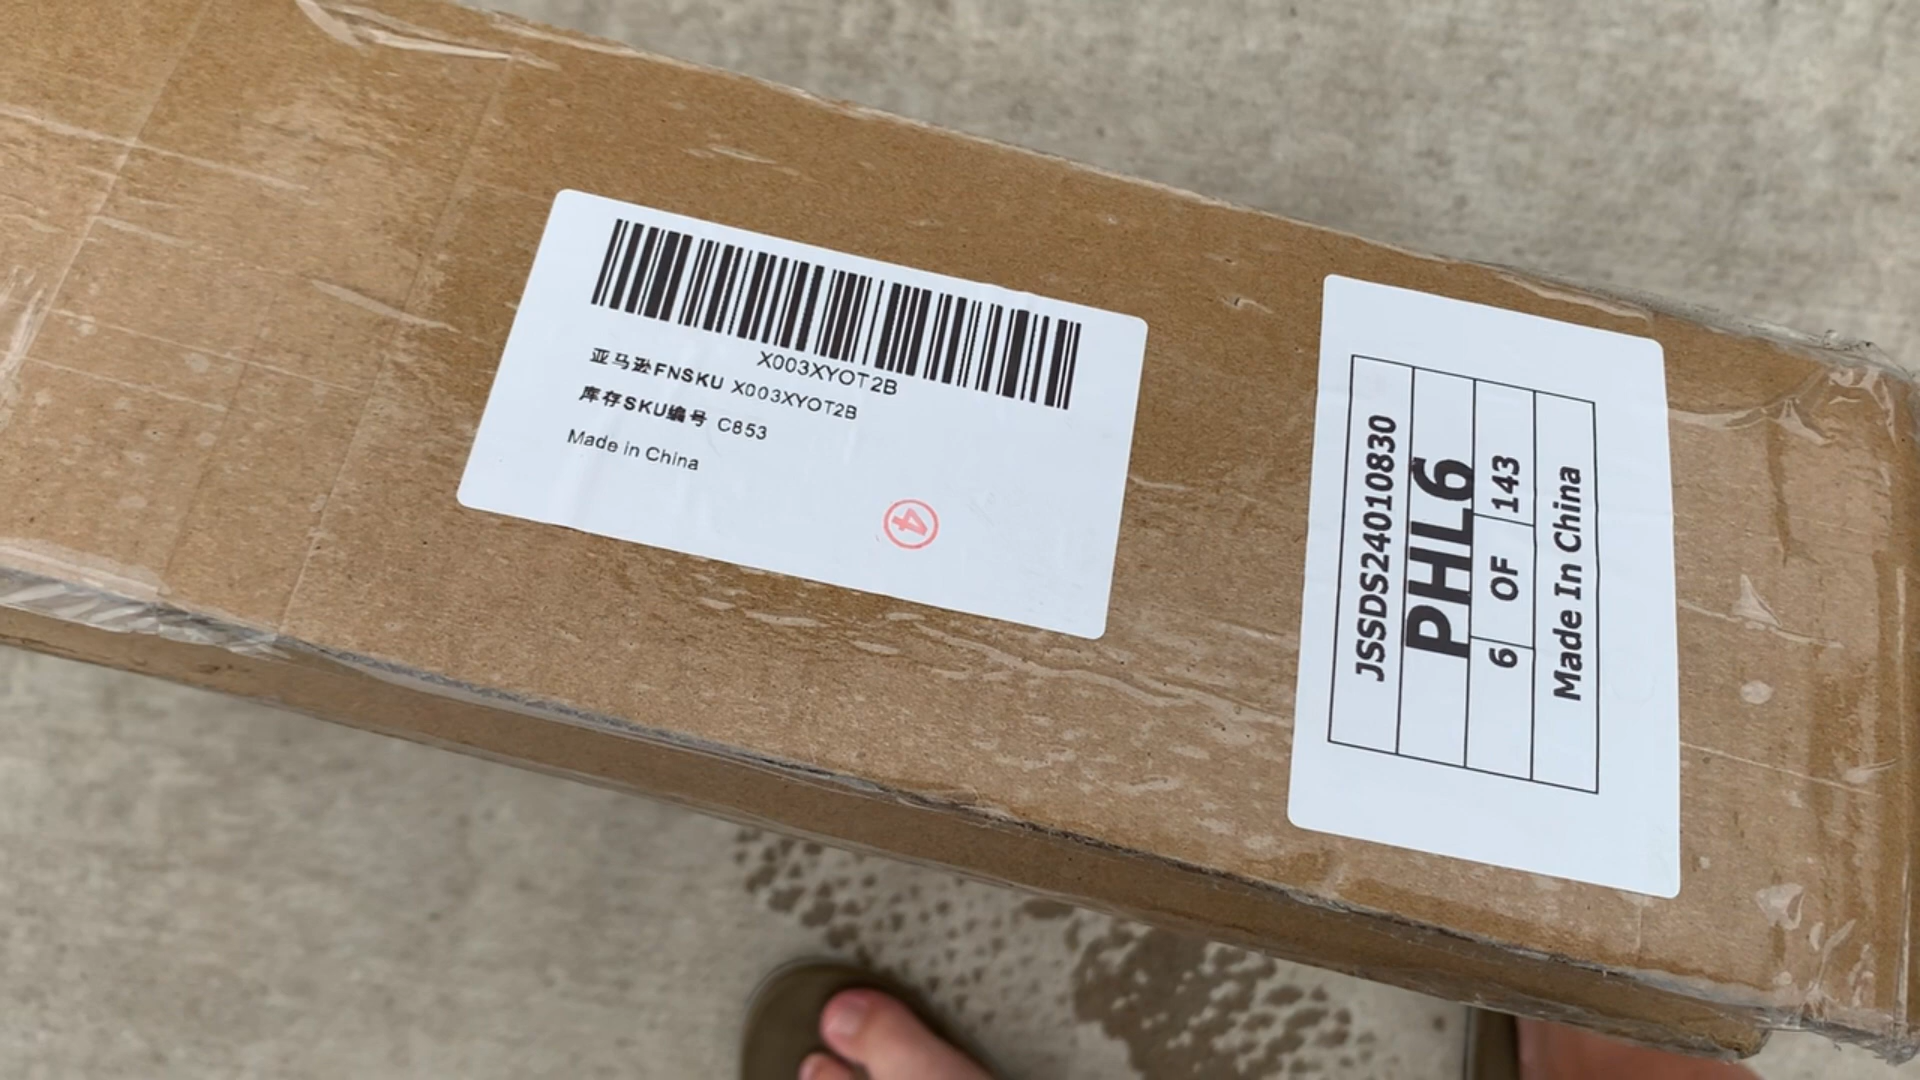 X003XYOT2B
亚马逊FNSKU X003XYOT2B
库存SKU编号 C853
Made in China
4
JSSDS24010830
PHL6
6 OF 143
Made In China